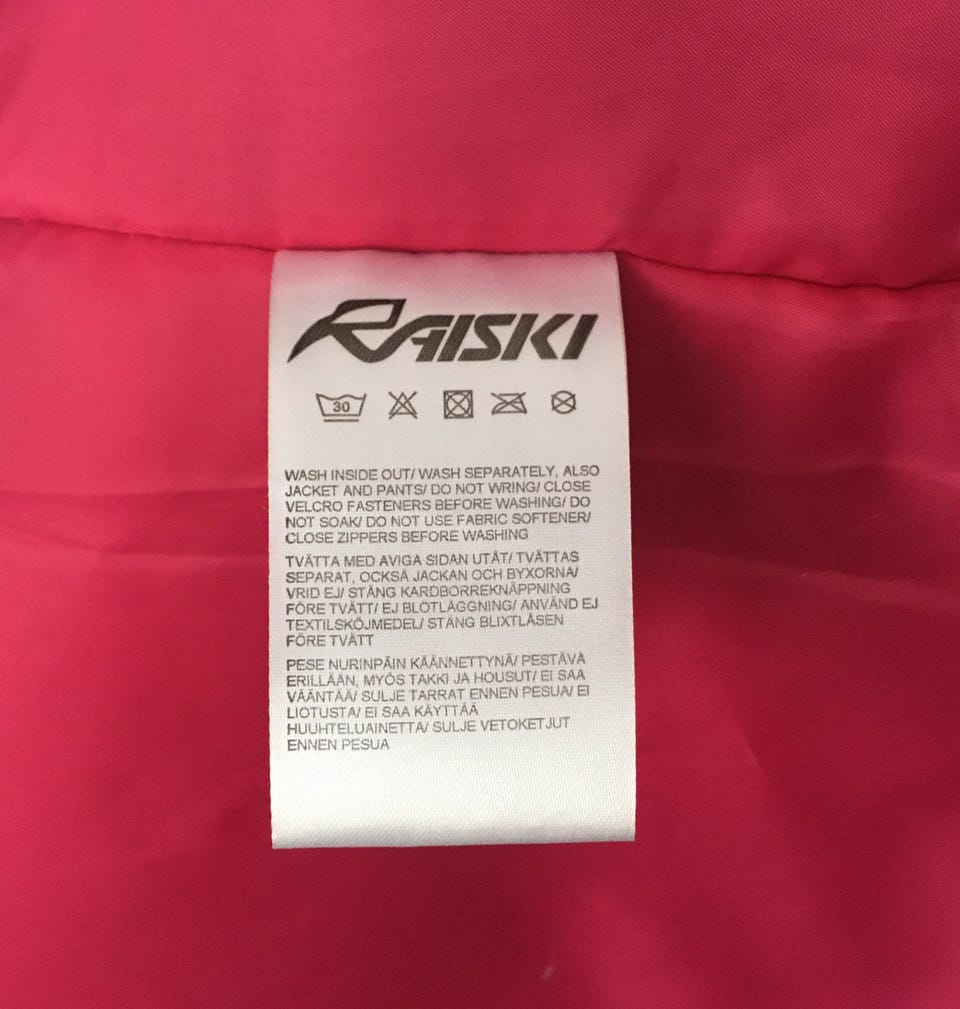 RAISKI
30
WASH INSIDE OUT/ WASH SEPARATELY, ALSO
JACKET AND PANTS/ DO NOT WRING/ CLOSE
VELCRO FASTENERS BEFORE WASHING/ DO
NOT SOAK/ DO NOT USE FABRIC SOFTENER/
CLOSE ZIPPERS BEFORE WASHING
TVÄTTA MED AVIGA SIDAN UTÅT/ TVÄTTAS
SEPARAT, OCKSÅ JACKAN OCH BYXORNA/
VRID EJ/ STÄNG KARDBORREKNÄPPNING
FÖRE TVÄTT/ EJ BLÖTLÄGGNING/ ANVÄND EJ
TEXTILSKÖJMEDEL/ STÄNG BLIXTLÅSEN
FÖRE TVÄTT
PESE NURINPÄIN KÄÄNNETTYNÄ/ PESTÄVÄ
ERILLÄÄN, MYÖS TAKKI JA HOUSUT/ EI SAA
VÄÄNTÄÄ/ SULJE TARRAT ENNEN PESUA/ EI
LIOTUSTA/ EI SAA KÄYTTÄÄ
HUUHTELUAINETTA/ SULJE VETOKETJUT
ENNEN PESUA